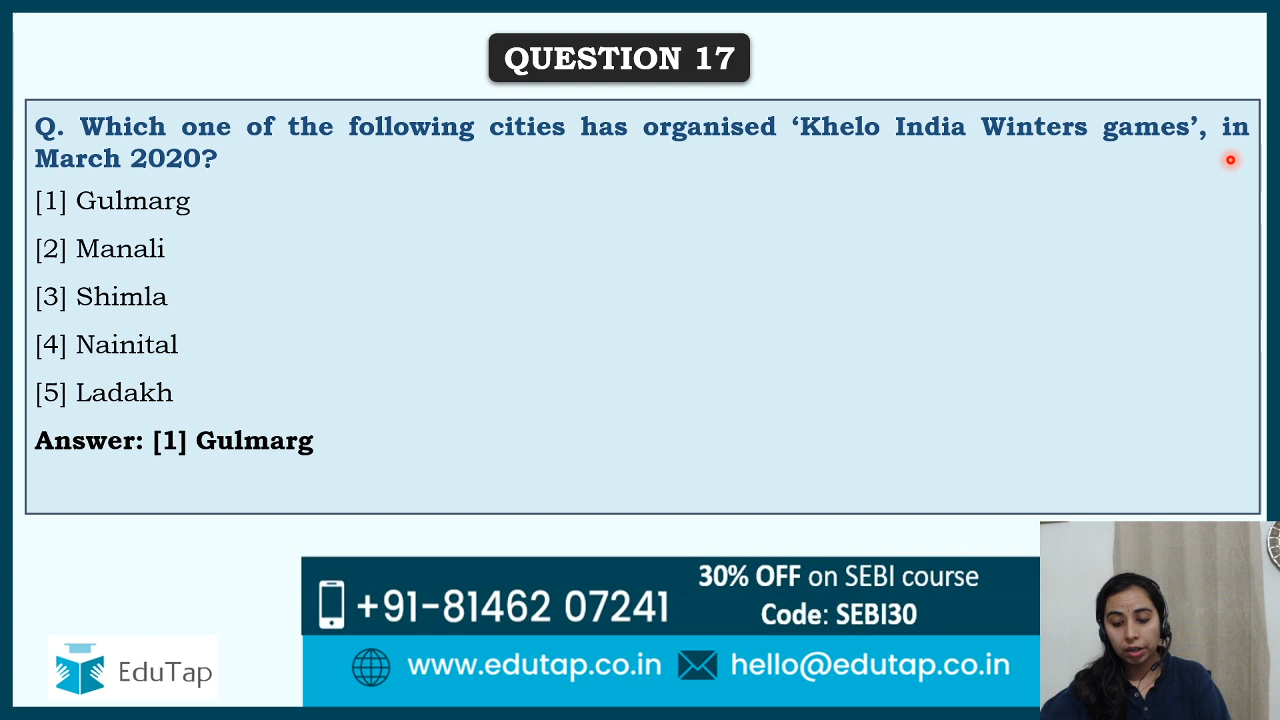 QUESTION 17
Q. Which one of the following cities has organised ‘Khelo India Winters games’, in
March 2020?
[1] Gulmarg
[2] Manali
[3] Shimla
[4] Nainital
[5] Ladakh
Answer: [1] Gulmarg
+91-81462 07241
30% OFF on SEBI course
Code: SEBI30
www.edutap.co.in
hello@edutap.co.in
EduTap